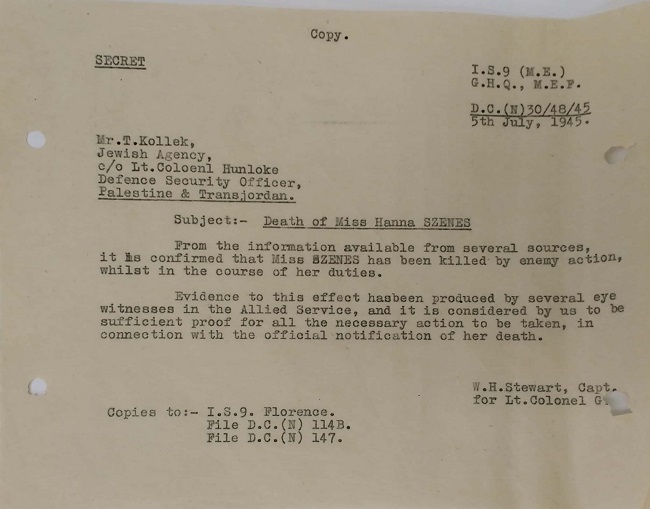 Copy.
SECRET
I.S.9 (M.E.)
G.H.Q., M.E.F.
D.C.(N)30/48/45
5th July, 1945.
Mr.T.Kollek,
Jewish Agency,
c/o Lt.Coloenl Hunloke
Defence Security Officer,
Palestine & Transjordan.
Subject:- Death of Miss Hanna SZENES
From the information available from several sources,
it is confirmed that Miss SZENES has been killed by enemy action,
whilst in the course of her duties.
Evidence to this effect hasbeen produced by several eye
witnesses in the Allied Service, and it is considered by us to be
sufficient proof for all the necessary action to be taken, in
connection with the official notification of her death.
W.H.Stewart, Capt.
for Lt.Colonel
Copies to:- I.S.9. Florence.
File D.C.(N) 114B.
File D.C.(N) 147.